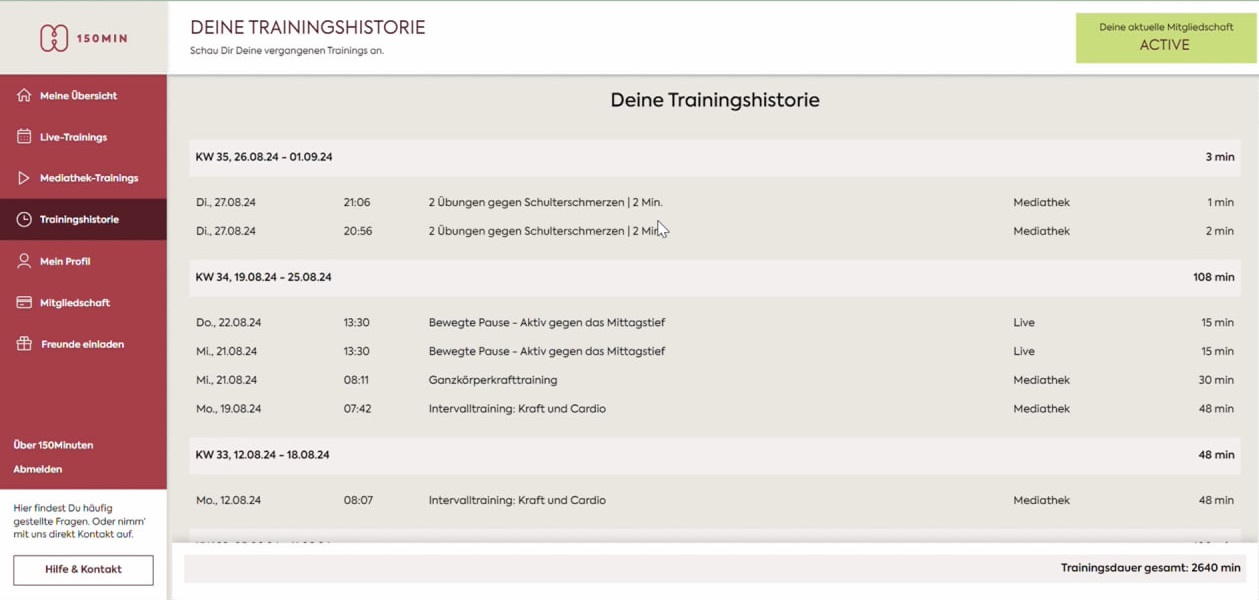 150MIN
DEINE TRAININGSHISTORIE
Schau Dir Deine vergangenen Trainings an.
Deine aktuelle Mitgliedschaft
ACTIVE
Meine Übersicht
Live-Trainings
Mediathek-Trainings
Trainingshistorie
Mein Profil
Mitgliedschaft
Freunde einladen
Über 150Minuten
Abmelden
Hier findest Du häufig
gestellte Fragen. Oder nimm'
mit uns direkt Kontakt auf.
Hilfe & Kontakt
Deine Trainingshistorie
KW 35, 26.08.24 - 01.09.24 3 min
Di., 27.08.24 21:06 2 Übungen gegen Schulterschmerzen | 2 Min. Mediathek 1 min
Di., 27.08.24 20:56 2 Übungen gegen Schulterschmerzen | 2 Min Mediathek 2 min
KW 34, 19.08.24 - 25.08.24 108 min
Do., 22.08.24 13:30 Bewegte Pause - Aktiv gegen das Mittagstief Live 15 min
Mi., 21.08.24 13:30 Bewegte Pause - Aktiv gegen das Mittagstief Live 15 min
Mi., 21.08.24 08:11 Ganzkörperkrafttraining Mediathek 30 min
Mo., 19.08.24 07:42 Intervalltraining: Kraft und Cardio Mediathek 48 min
KW 33, 12.08.24 - 18.08.24 48 min
Mo., 12.08.24 08:07 Intervalltraining: Kraft und Cardio Mediathek 48 min
Trainingsdauer gesamt: 2640 min